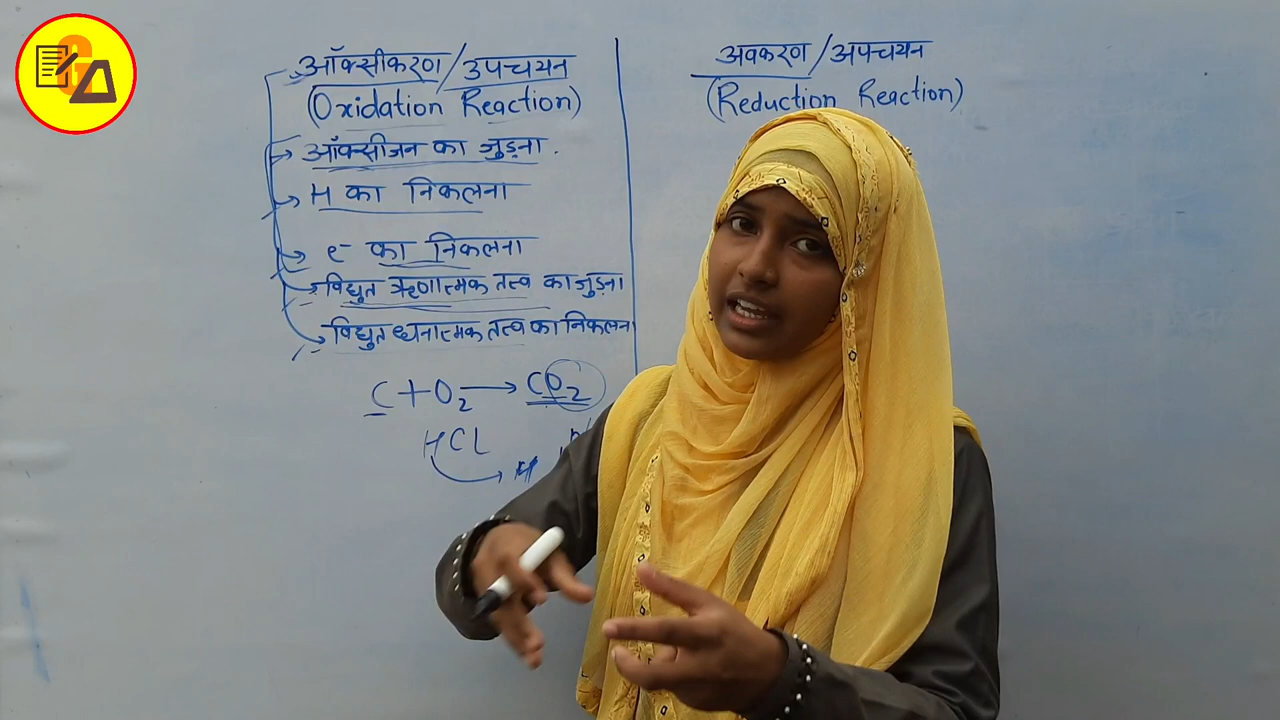 ऑक्सीकरण/उपचयन
(Oxidation Reaction)
ऑक्सीजन का जुड़ना.
H का निकलना
e- का निकलना
विद्युत ऋणात्मक तत्व का जुड़ना
विद्युत धनात्मक तत्व का निकलना
C+O2→CO2
HCl
H
अवकरण/अपचयन
(Reduction Reaction)